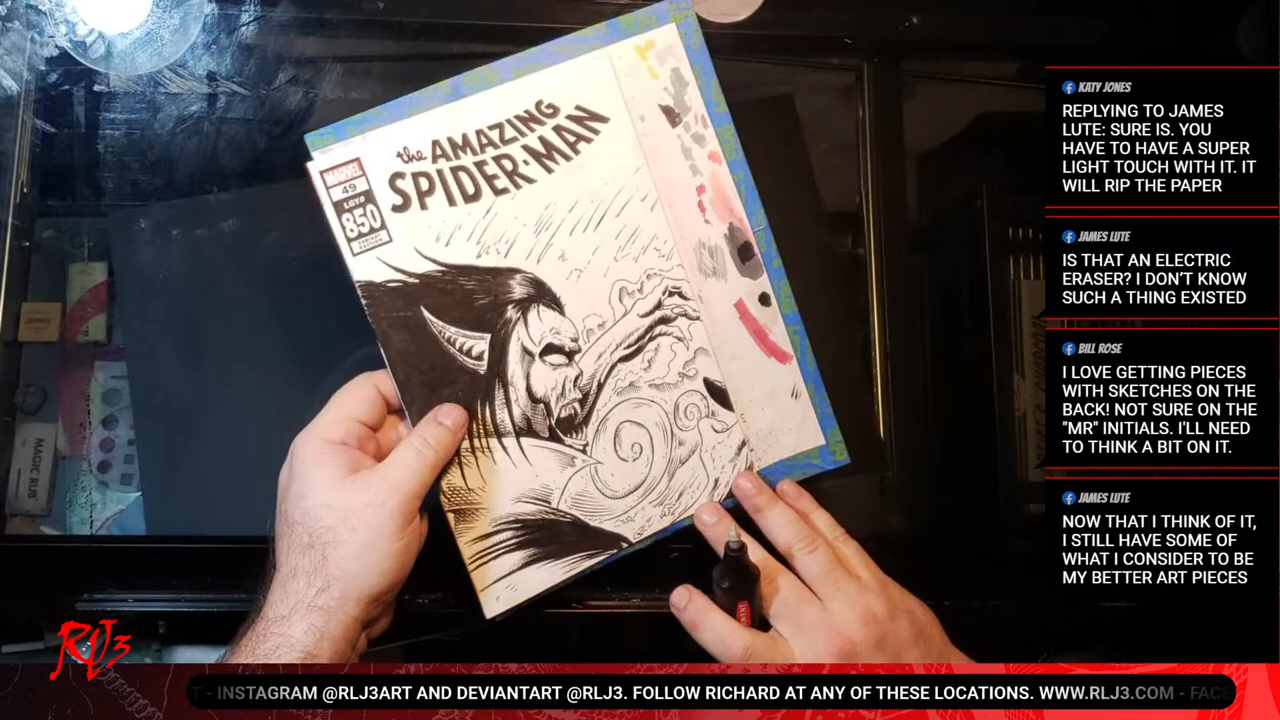 the AMAZING
SPIDER-MAN
MARVEL
49
LGY#
850
VARIANT
EDITION
MAGIC RUB
KATY JONES
REPLYING TO JAMES
LUTE: SURE IS. YOU
HAVE TO HAVE A SUPER
LIGHT TOUCH WITH IT. IT
WILL RIP THE PAPER
JAMES LUTE
IS THAT AN ELECTRIC
ERASER? I DON'T KNOW
SUCH A THING EXISTED
BILL ROSE
I LOVE GETTING PIECES
WITH SKETCHES ON THE
BACK! NOT SURE ON THE
"MR" INITIALS. I'LL NEED
TO THINK A BIT ON IT.
JAMES LUTE
NOW THAT I THINK OF IT,
I STILL HAVE SOME OF
WHAT I CONSIDER TO BE
MY BETTER ART PIECES
RLJ3
T - INSTAGRAM @RLJ3ART AND DEVIANTART @RLJ3. FOLLOW RICHARD AT ANY OF THESE LOCATIONS. WWW.RLJ3.COM - FACE